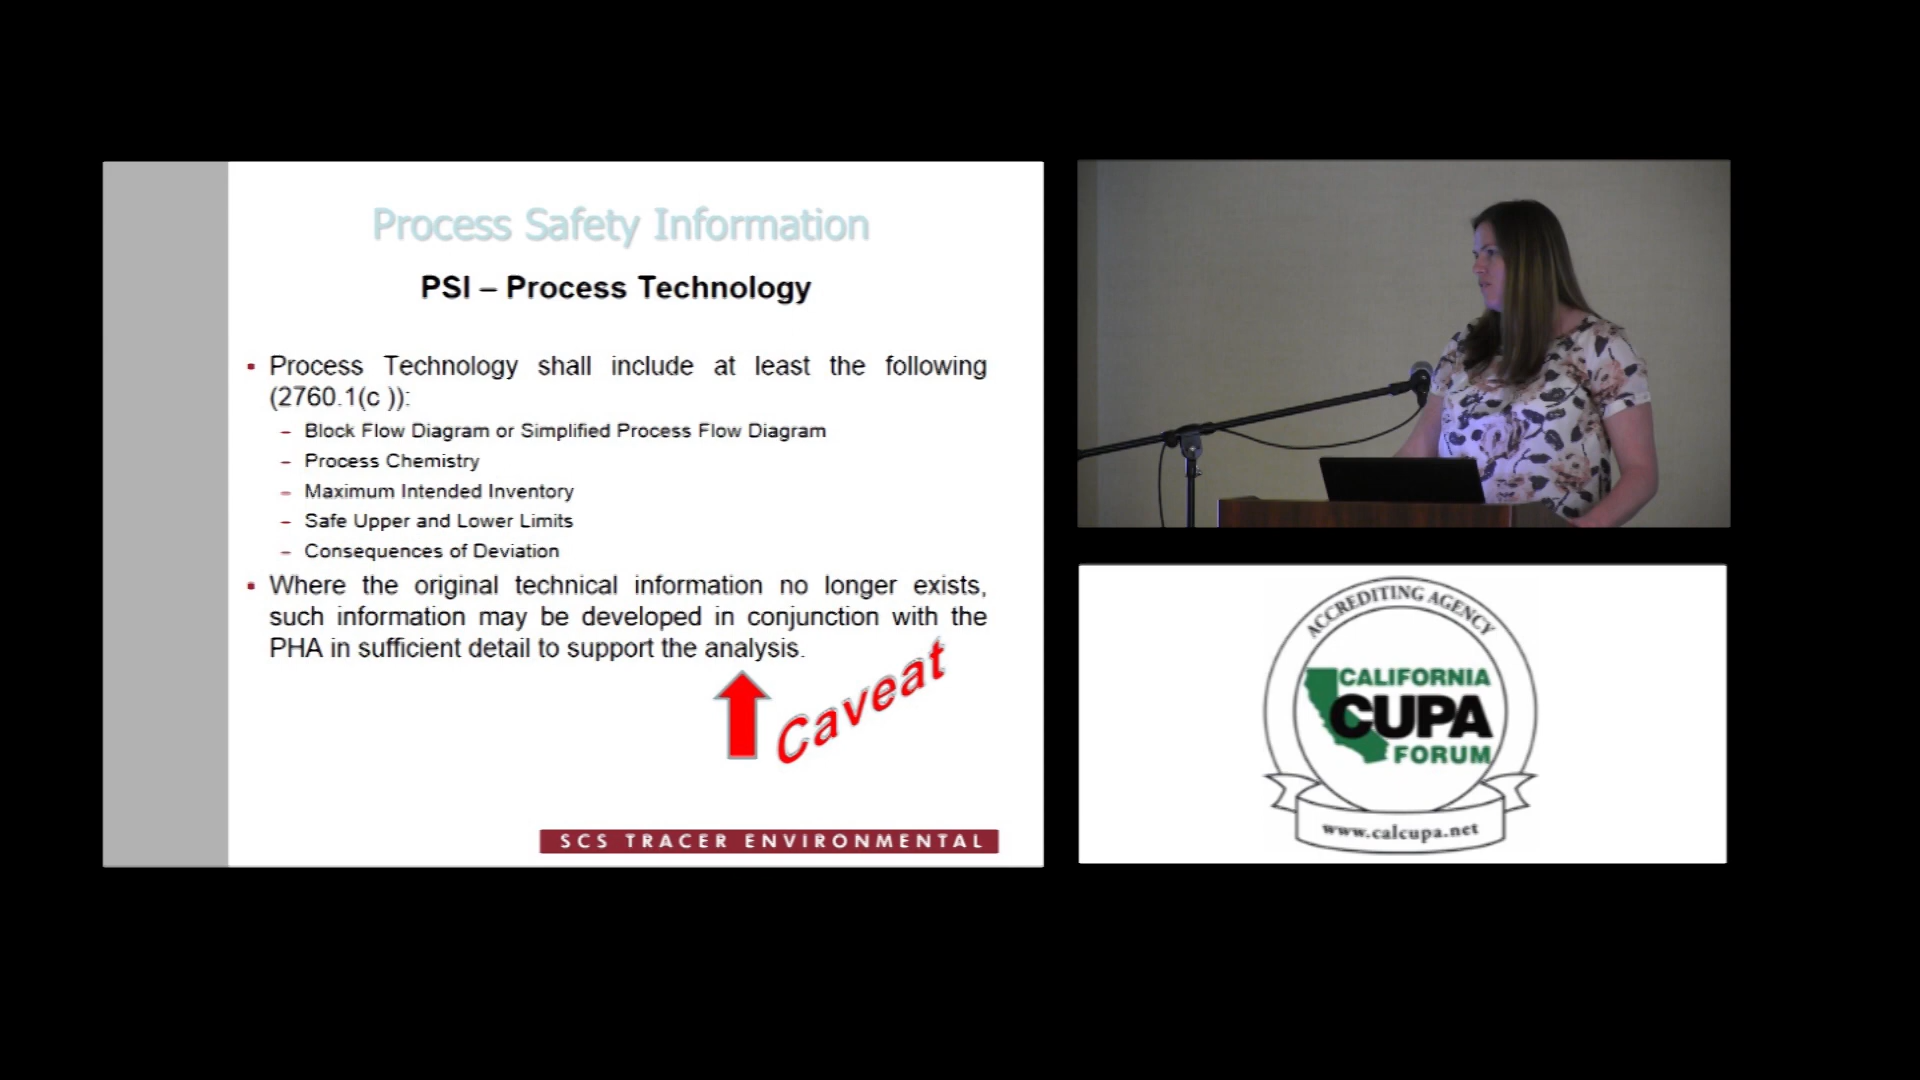 Process Safety Information
PSI – Process Technology
▪ Process Technology shall include at least the following
(2760.1(c )):
– Block Flow Diagram or Simplified Process Flow Diagram
– Process Chemistry
– Maximum Intended Inventory
– Safe Upper and Lower Limits
– Consequences of Deviation
▪ Where the original technical information no longer exists,
such information may be developed in conjunction with the
PHA in sufficient detail to support the analysis.
Caveat
SCS TRACER ENVIRONMENTAL
ACCREDITING AGENCY
CALIFORNIA
CUPA
FORUM
www.calcupa.net